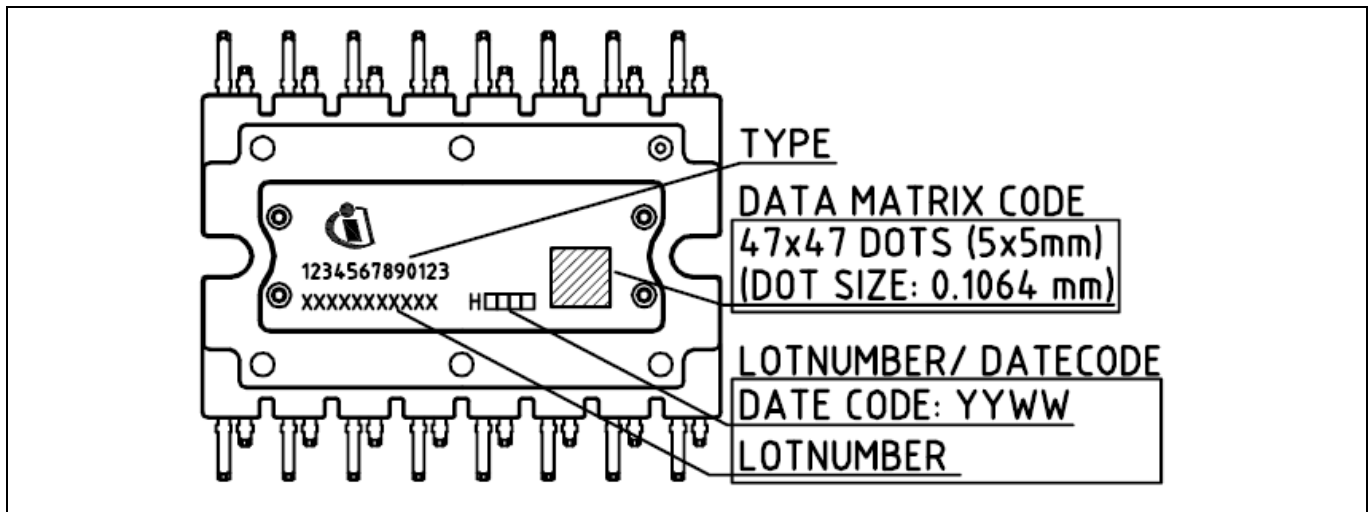 TYPE
DATA MATRIX CODE
47x47 DOTS (5x5mm)
(DOT SIZE: 0.1064 mm)
1234567890123
XXXXXXXXXXX H
LOTNUMBER/ DATECODE
DATE CODE: YYWW
LOTNUMBER